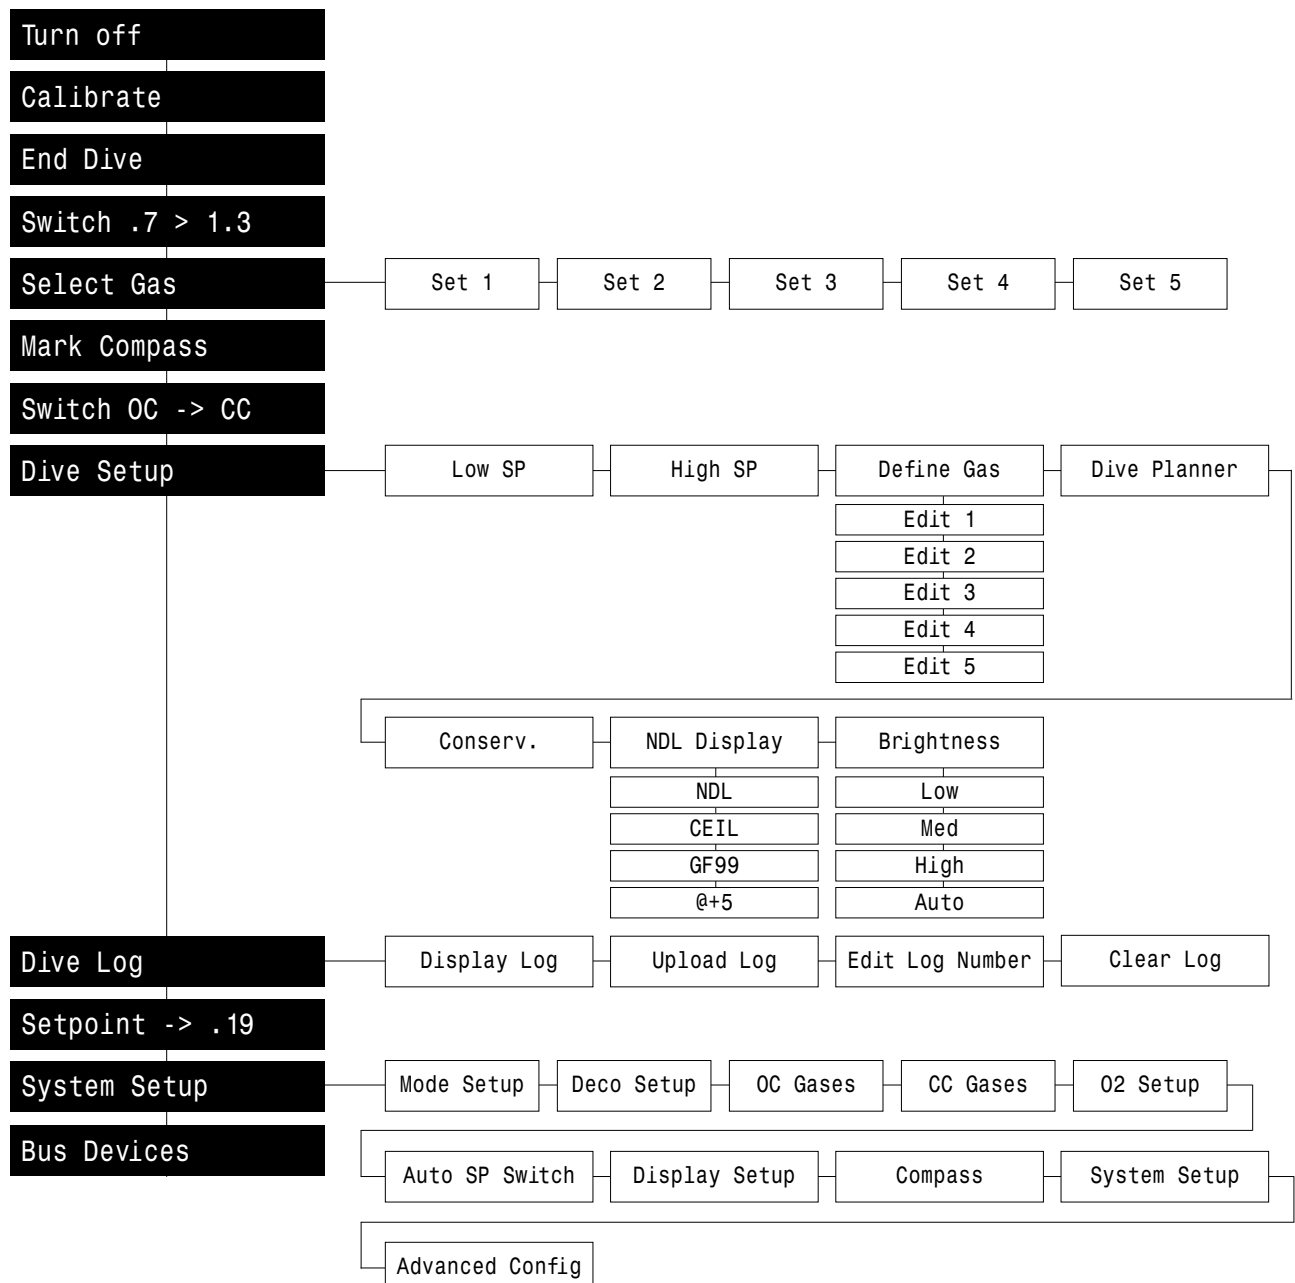 Turn off
Calibrate
End Dive
Switch .7 > 1.3
Select Gas
Set 1
Set 2
Set 3
Set 4
Set 5
Mark Compass
Switch OC -> CC
Dive Setup
Low SP
High SP
Define Gas
Dive Planner
Edit 1
Edit 2
Edit 3
Edit 4
Edit 5
Conserv.
NDL Display
Brightness
NDL
Low
CEIL
Med
GF99
High
@+5
Auto
Dive Log
Display Log
Upload Log
Edit Log Number
Clear Log
Setpoint -> .19
System Setup
Mode Setup
Deco Setup
OC Gases
CC Gases
O2 Setup
Bus Devices
Auto SP Switch
Display Setup
Compass
System Setup
Advanced Config